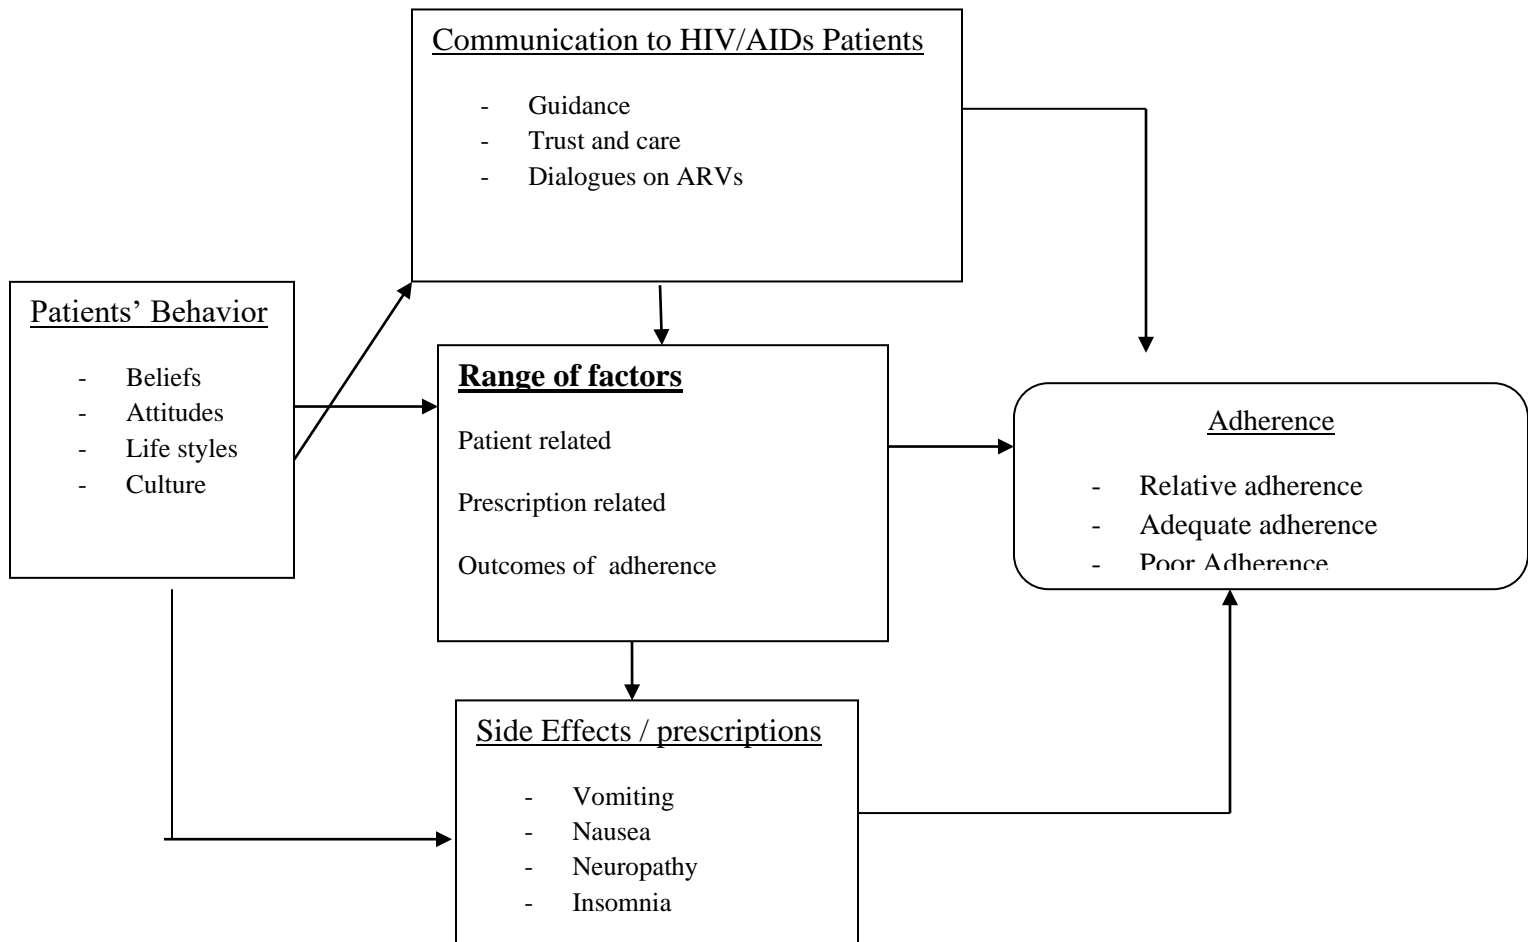 Communication to HIV/AIDs Patients
- Guidance
- Trust and care
- Dialogues on ARVs
Patients’ Behavior
- Beliefs
- Attitudes
- Life styles
- Culture
Range of factors
Patient related
Prescription related
Outcomes of adherence
Adherence
- Relative adherence
- Adequate adherence
- Poor Adherence
Side Effects / prescriptions
- Vomiting
- Nausea
- Neuropathy
- Insomnia